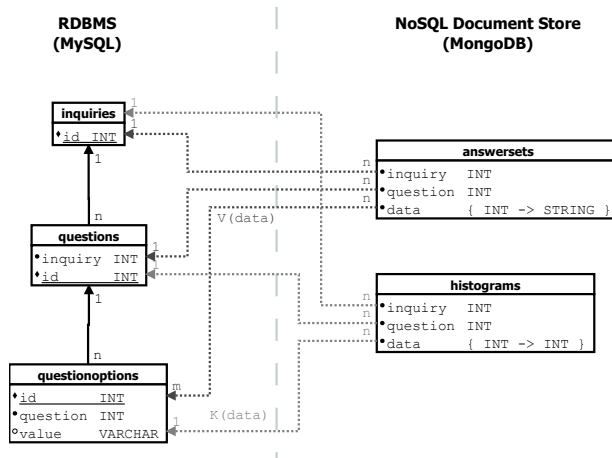 RDBMS
(MySQL)
NoSQL Document Store
(MongoDB)
inquiries
id INT
1
1
1
n
questions
inquiry INT
id INT
1
1
1
n
questionoptions
id INT
question INT
value VARCHAR
m
1
V(data)
K(data)
answersets
n inquiry INT
n question INT
n data { INT -> STRING }
histograms
n inquiry INT
n question INT
n data { INT -> INT }